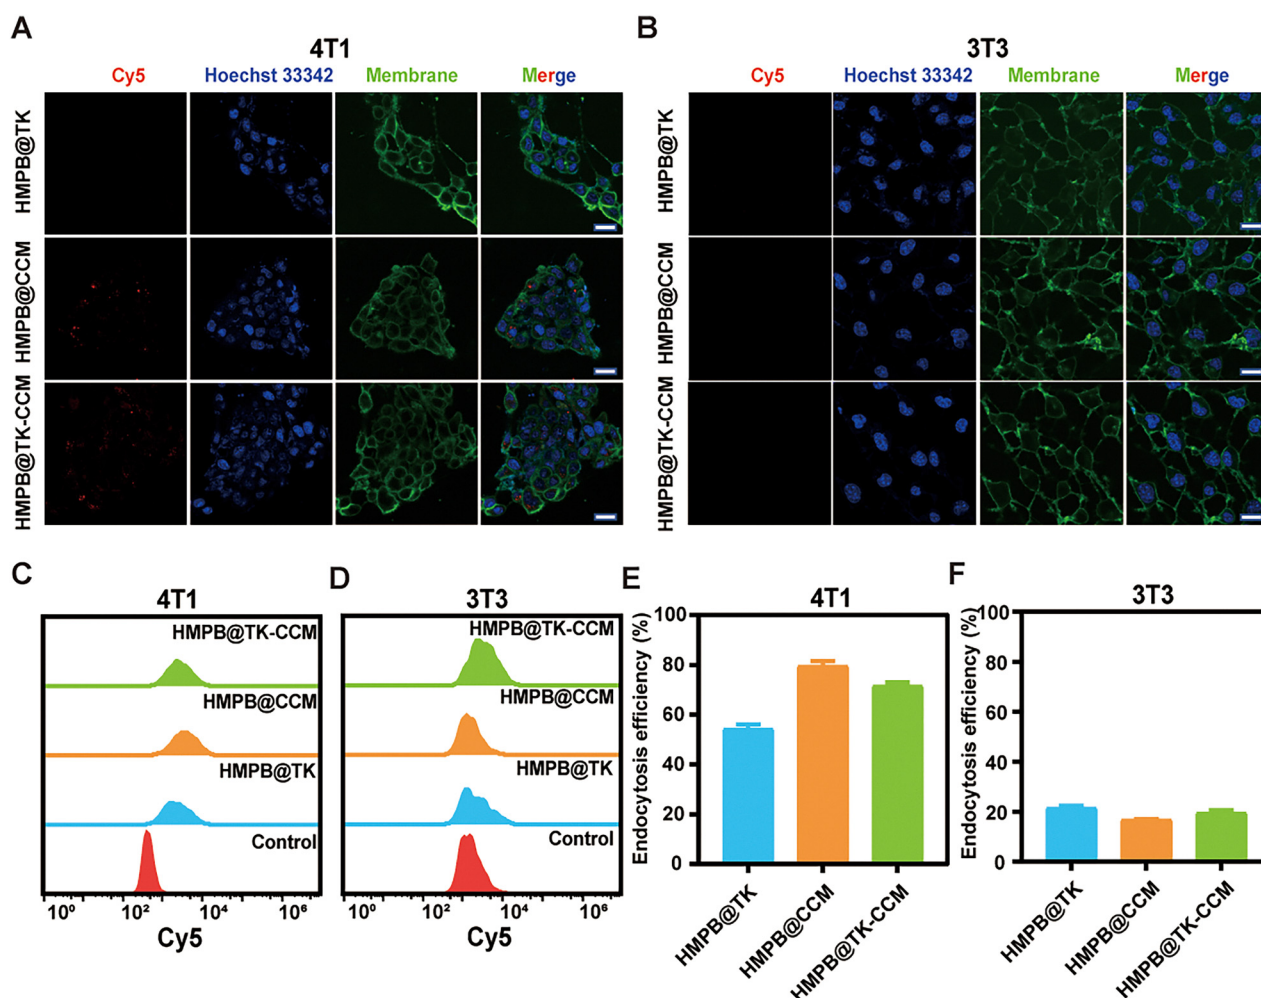 A
4T1
Cy5 Hoechst 33342 Membrane Merge
HMPB@TK
HMPB@CCM
HMPB@TK-CCM
B
3T3
Cy5 Hoechst 33342 Membrane Merge
HMPB@TK
HMPB@CCM
HMPB@TK-CCM
C
4T1
HMPB@TK-CCM
HMPB@CCM
HMPB@TK
Control
10⁰ 10² 10⁴ 10⁶
Cy5
D
3T3
HMPB@TK-CCM
HMPB@CCM
HMPB@TK
Control
10⁰ 10² 10⁴ 10⁶
Cy5
E
4T1
Endocytosis efficiency (%)
100
80
60
40
20
0
HMPB@TK
HMPB@CCM
HMPB@TK-CCM
F
3T3
Endocytosis efficiency (%)
100
80
60
40
20
0
HMPB@TK
HMPB@CCM
HMPB@TK-CCM